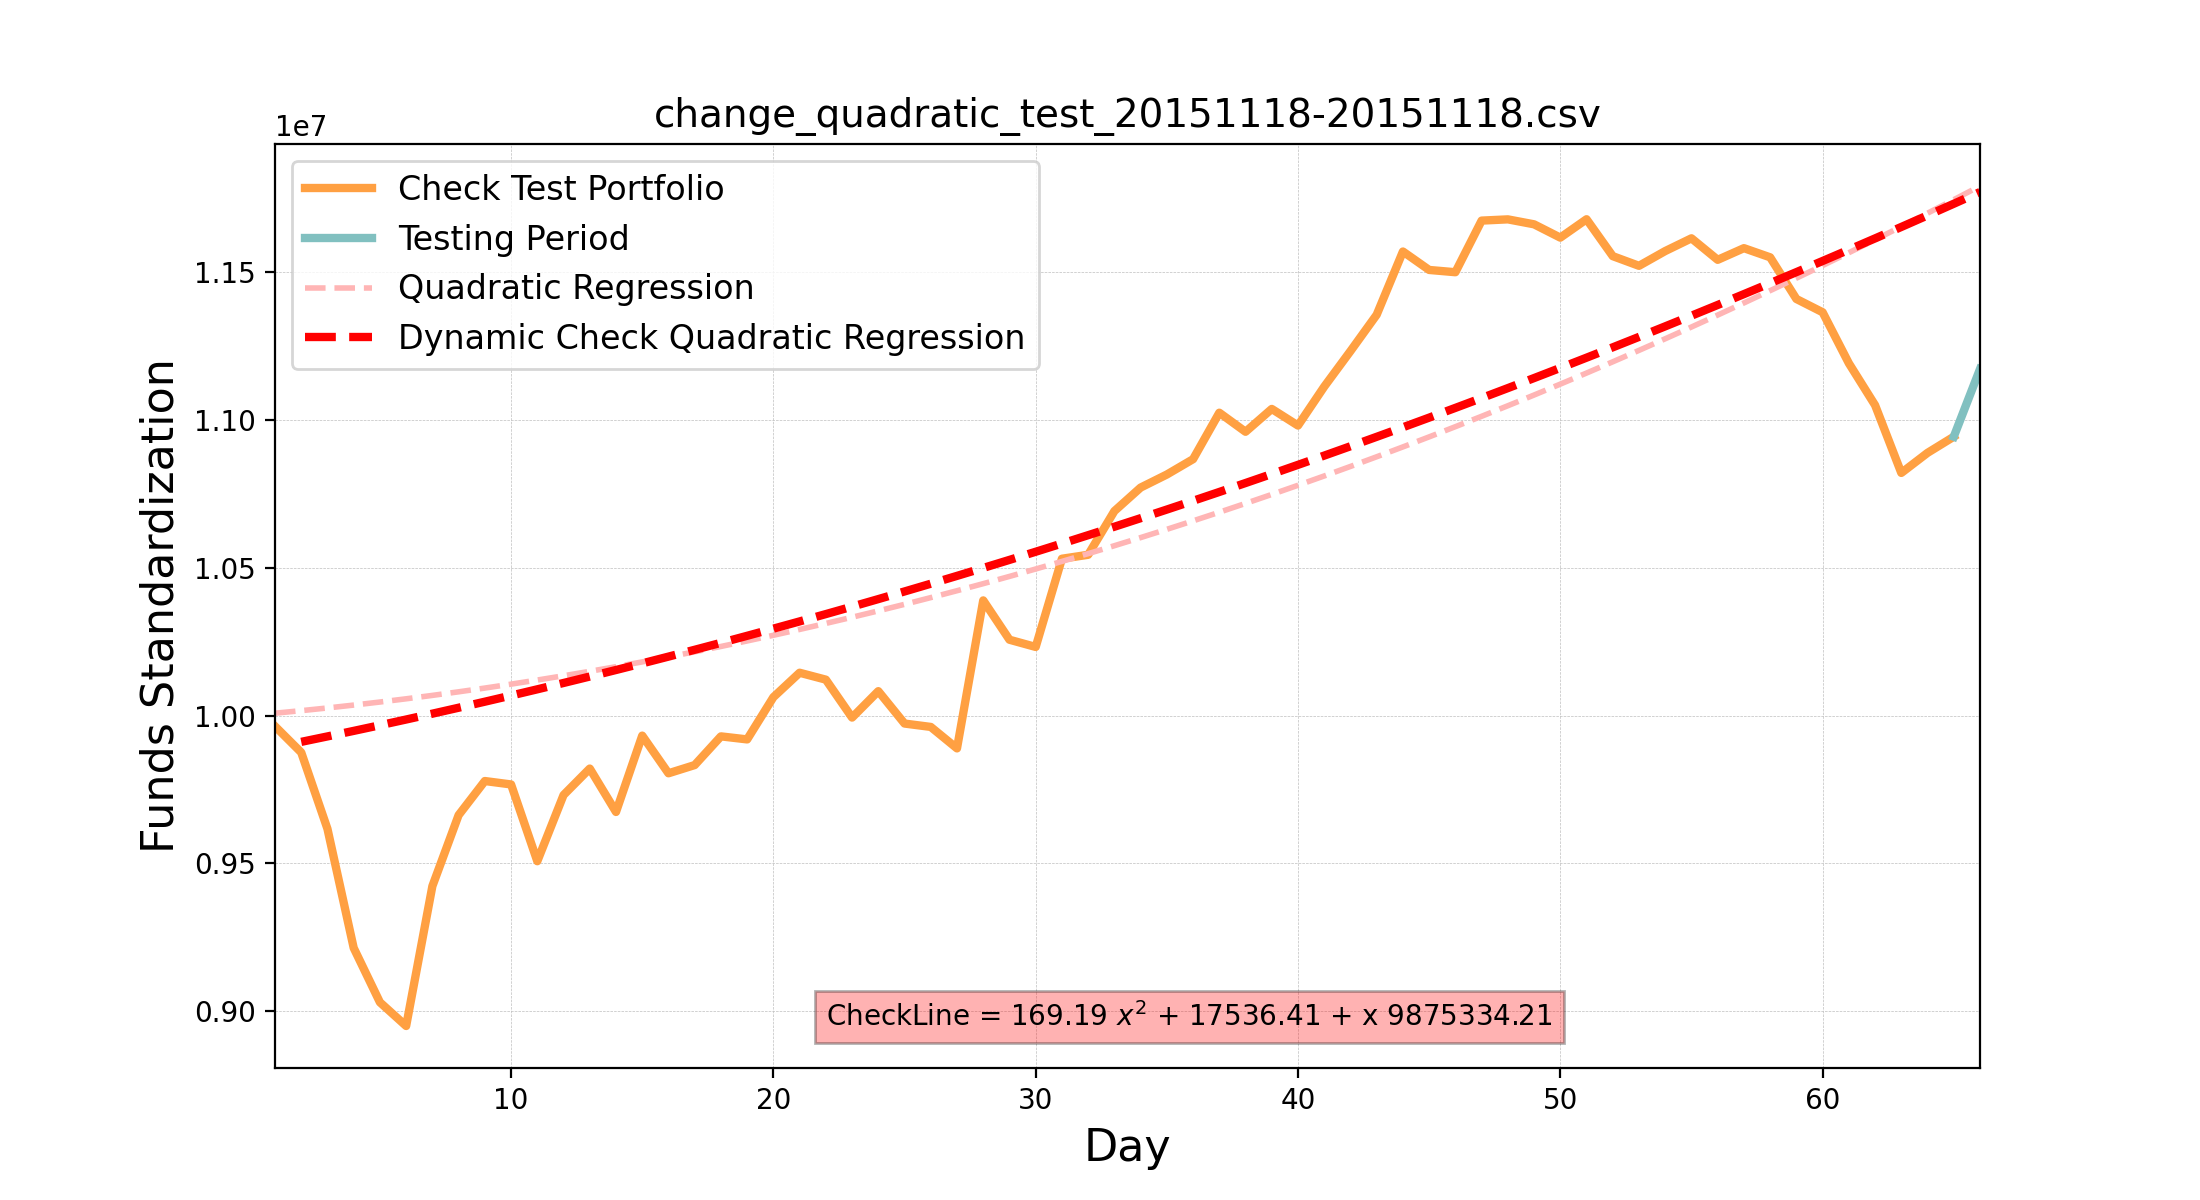 change_quadratic_test_20151118-20151118.csv
1e7
Check Test Portfolio
Testing Period
Quadratic Regression
Dynamic Check Quadratic Regression
1.15
1.10
1.05
1.00
0.95
0.90
Funds Standardization
CheckLine = 169.19 x² + 17536.41 + x 9875334.21
10 20 30 40 50 60
Day